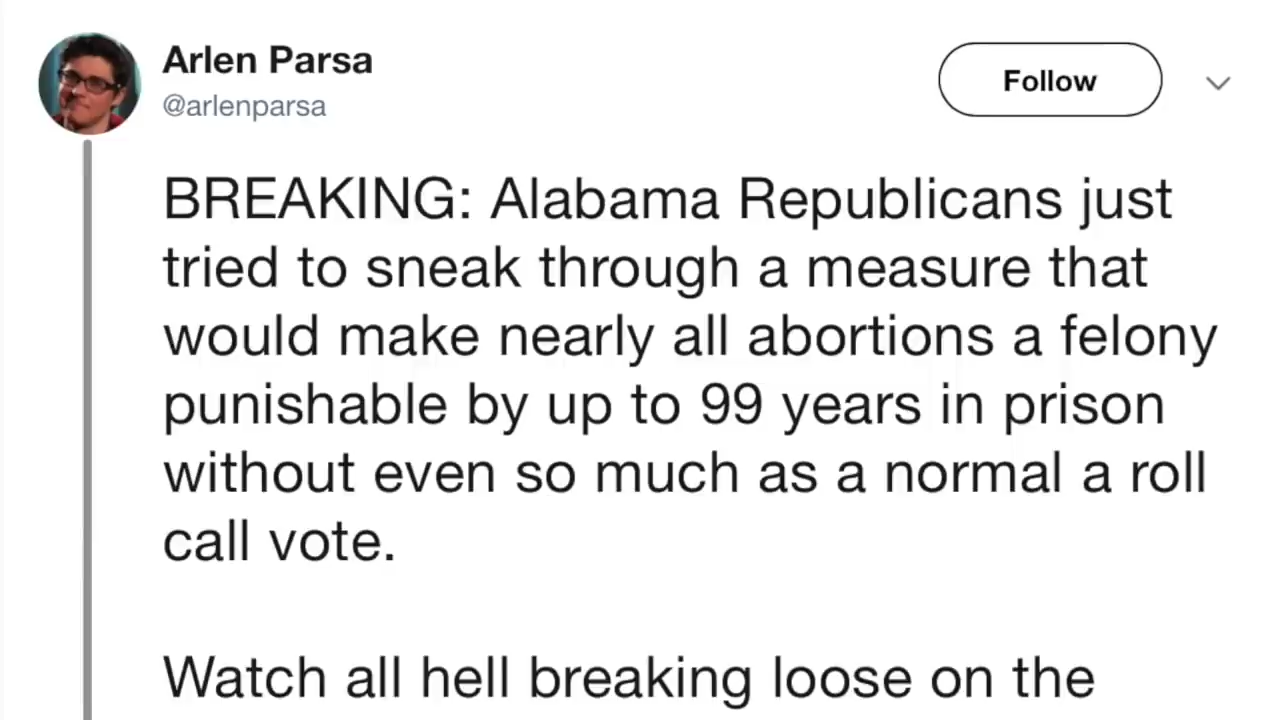 Arlen Parsa
@arlenparsa
Follow
BREAKING: Alabama Republicans just
tried to sneak through a measure that
would make nearly all abortions a felony
punishable by up to 99 years in prison
without even so much as a normal a roll
call vote.
Watch all hell breaking loose on the